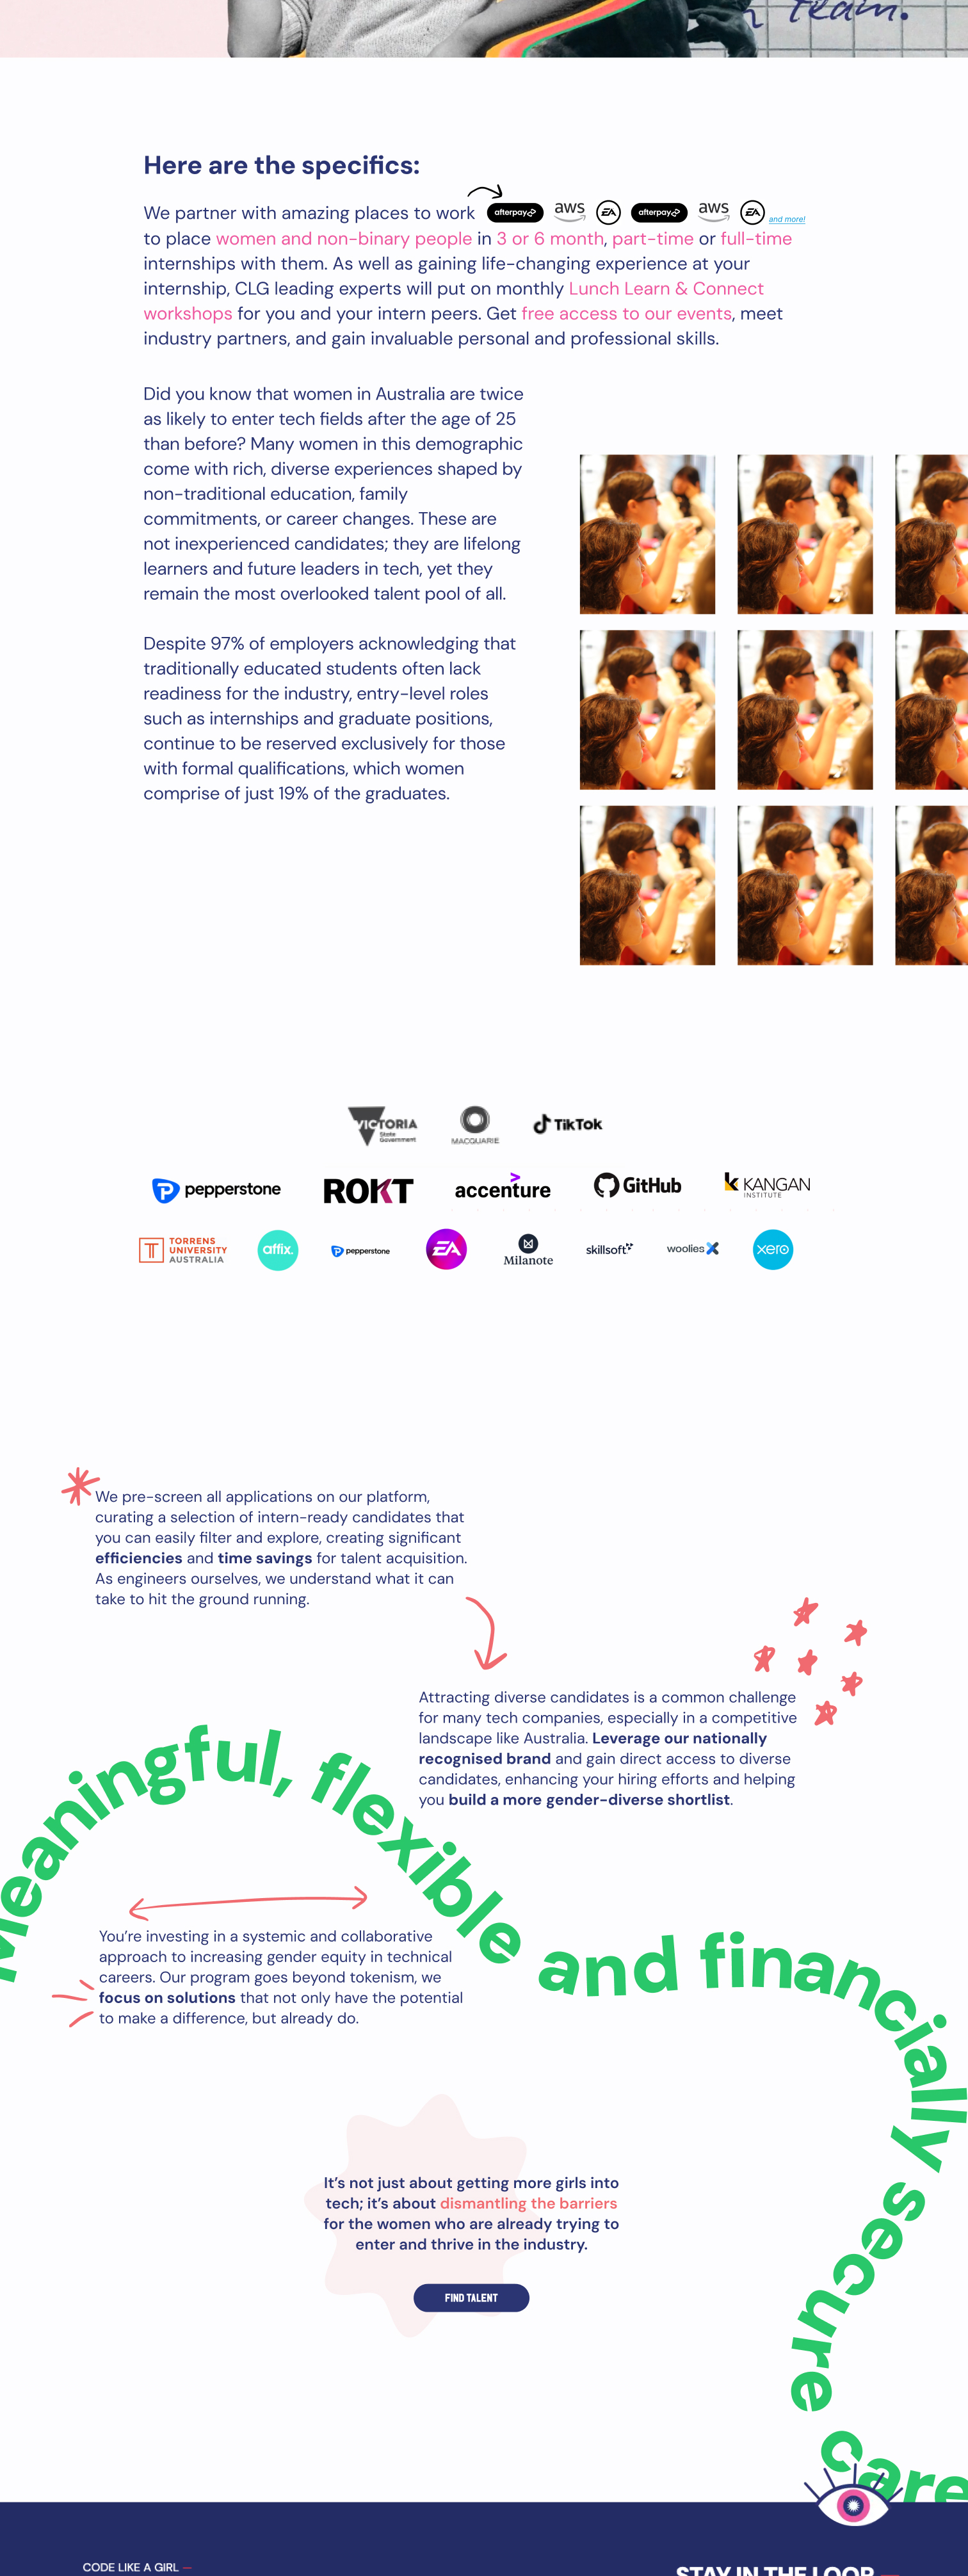 team.
Here are the specifics:
We partner with amazing places to work afterpay aws EA afterpay aws EA and more!
to place women and non-binary people in 3 or 6 month, part-time or full-time
internships with them. As well as gaining life-changing experience at your
internship, CLG leading experts will put on monthly Lunch Learn & Connect
workshops for you and your intern peers. Get free access to our events, meet
industry partners, and gain invaluable personal and professional skills.
Did you know that women in Australia are twice
as likely to enter tech fields after the age of 25
than before? Many women in this demographic
come with rich, diverse experiences shaped by
non-traditional education, family
commitments, or career changes. These are
not inexperienced candidates; they are lifelong
learners and future leaders in tech, yet they
remain the most overlooked talent pool of all.
Despite 97% of employers acknowledging that
traditionally educated students often lack
readiness for the industry, entry-level roles
such as internships and graduate positions,
continue to be reserved exclusively for those
with formal qualifications, which women
comprise of just 19% of the graduates.
VICTORIA
State
Government
MACQUARIE
TikTok
pepperstone
ROKT
accenture
GitHub
KANGAN
INSTITUTE
TORRENS
UNIVERSITY
AUSTRALIA
affix.
pepperstone
EA
Milanote
skillsoft
woolies X
xero
We pre-screen all applications on our platform,
curating a selection of intern-ready candidates that
you can easily filter and explore, creating significant
efficiencies and time savings for talent acquisition.
As engineers ourselves, we understand what it can
take to hit the ground running.
Attracting diverse candidates is a common challenge
for many tech companies, especially in a competitive
landscape like Australia. Leverage our nationally
recognised brand and gain direct access to diverse
candidates, enhancing your hiring efforts and helping
you build a more gender-diverse shortlist.
Meaningful, flexible and financially secure care
You're investing in a systemic and collaborative
approach to increasing gender equity in technical
careers. Our program goes beyond tokenism, we
focus on solutions that not only have the potential
to make a difference, but already do.
It's not just about getting more girls into
tech; it's about dismantling the barriers
for the women who are already trying to
enter and thrive in the industry.
FIND TALENT
CODE LIKE A GIRL —
STAY IN THE LOOP —